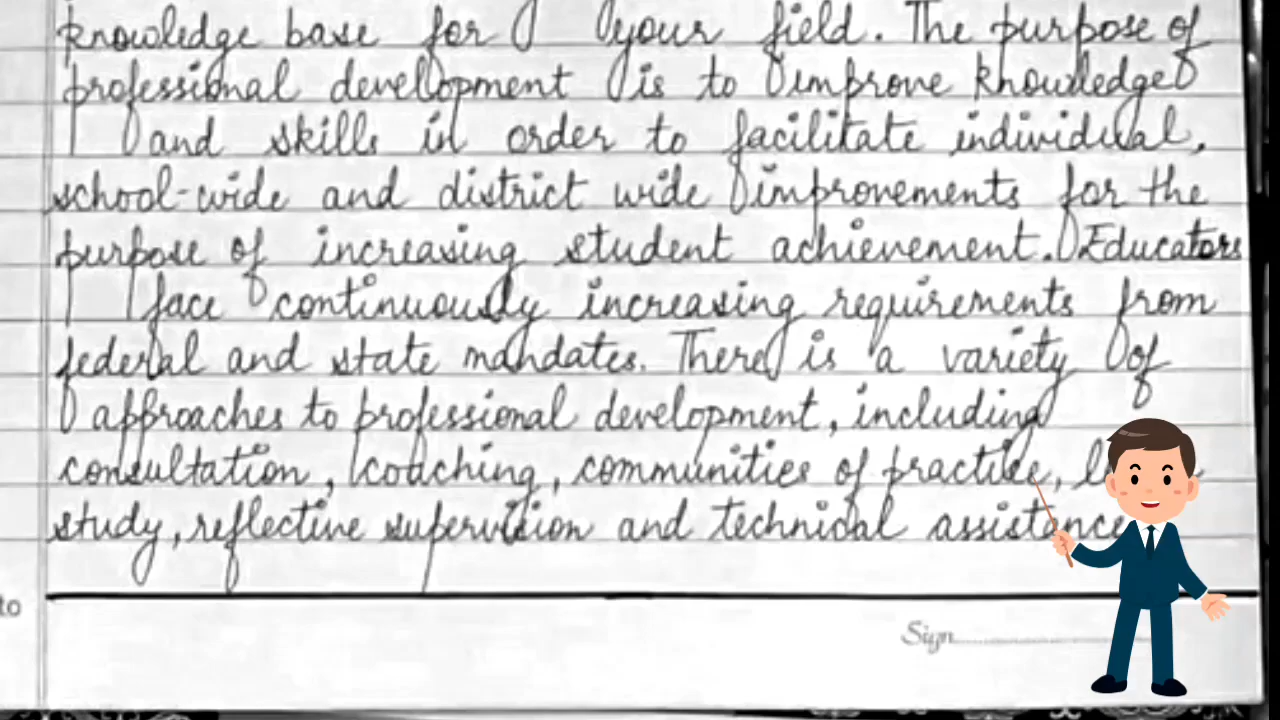 knowledge base for your field. The purpose of
professional development is to improve knowledge
and skills in order to facilitate individual,
school-wide and district wide improvements for the
purpose of increasing student achievement. Educators
face continuously increasing requirements from
federal and state mandates. There is a variety of
approaches to professional development, including
consultation, coaching, communities of practice,
study, reflective supervision and technical assistance
to
Sign